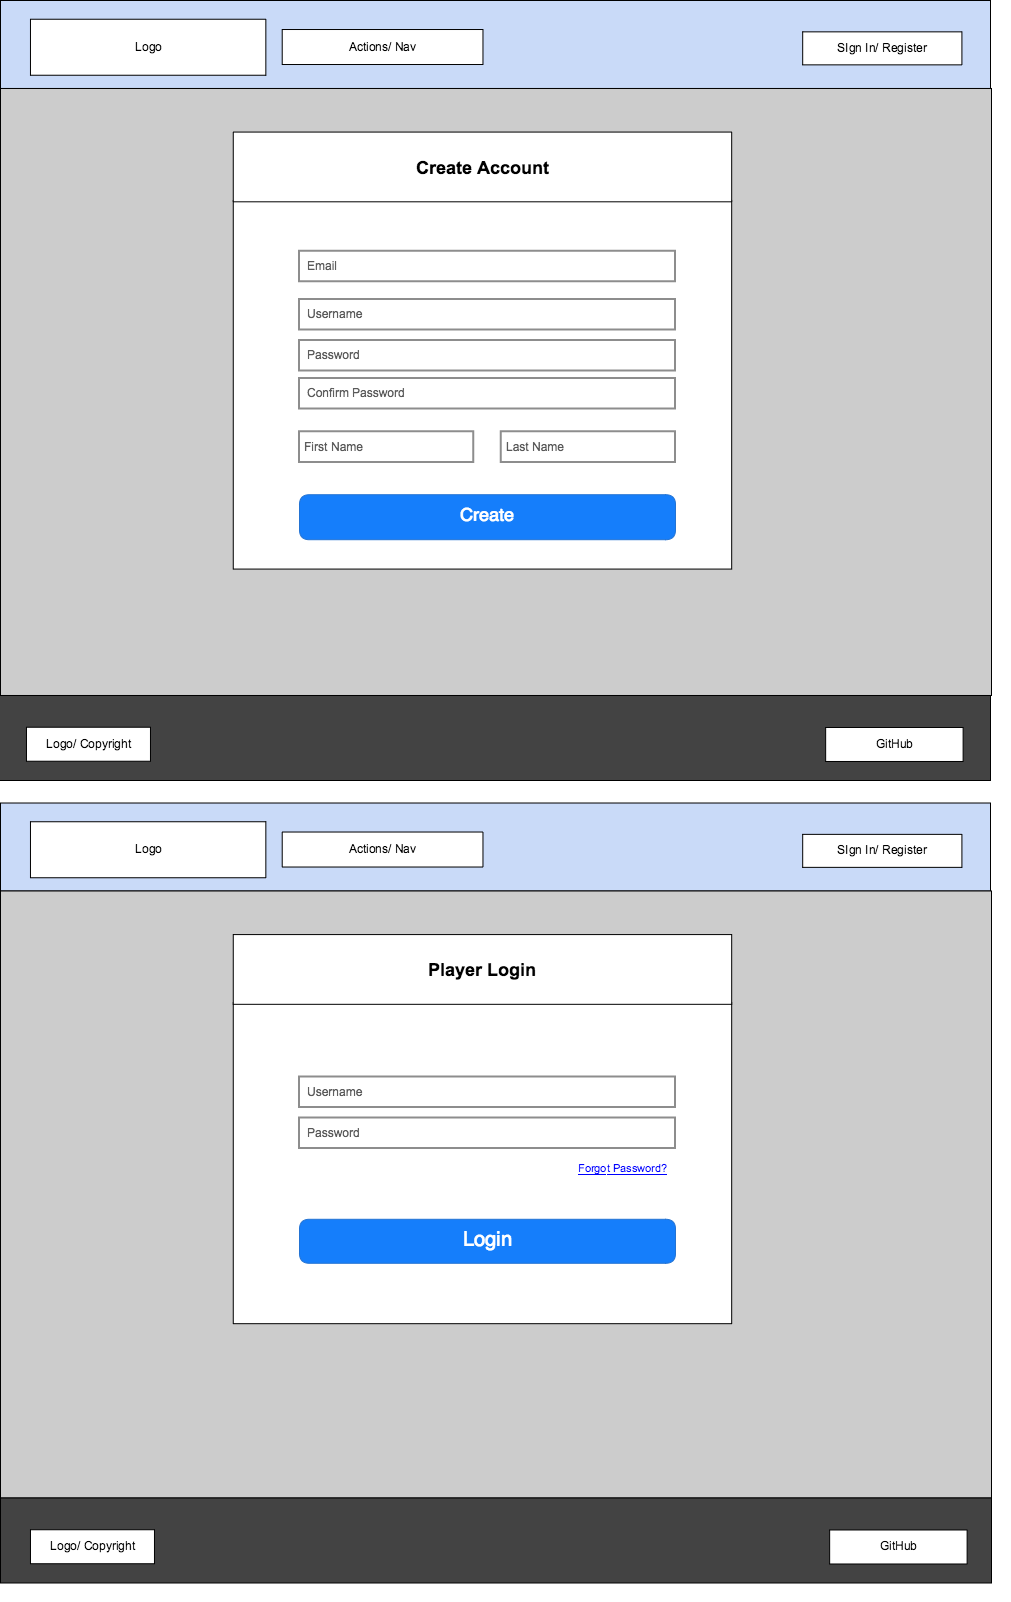 Logo
Actions/ Nav
SIgn In/ Register
Create Account
Email
Username
Password
Confirm Password
First Name
Last Name
Create
Logo/ Copyright
GitHub
Logo
Actions/ Nav
SIgn In/ Register
Player Login
Username
Password
Forgot Password?
Login
Logo/ Copyright
GitHub